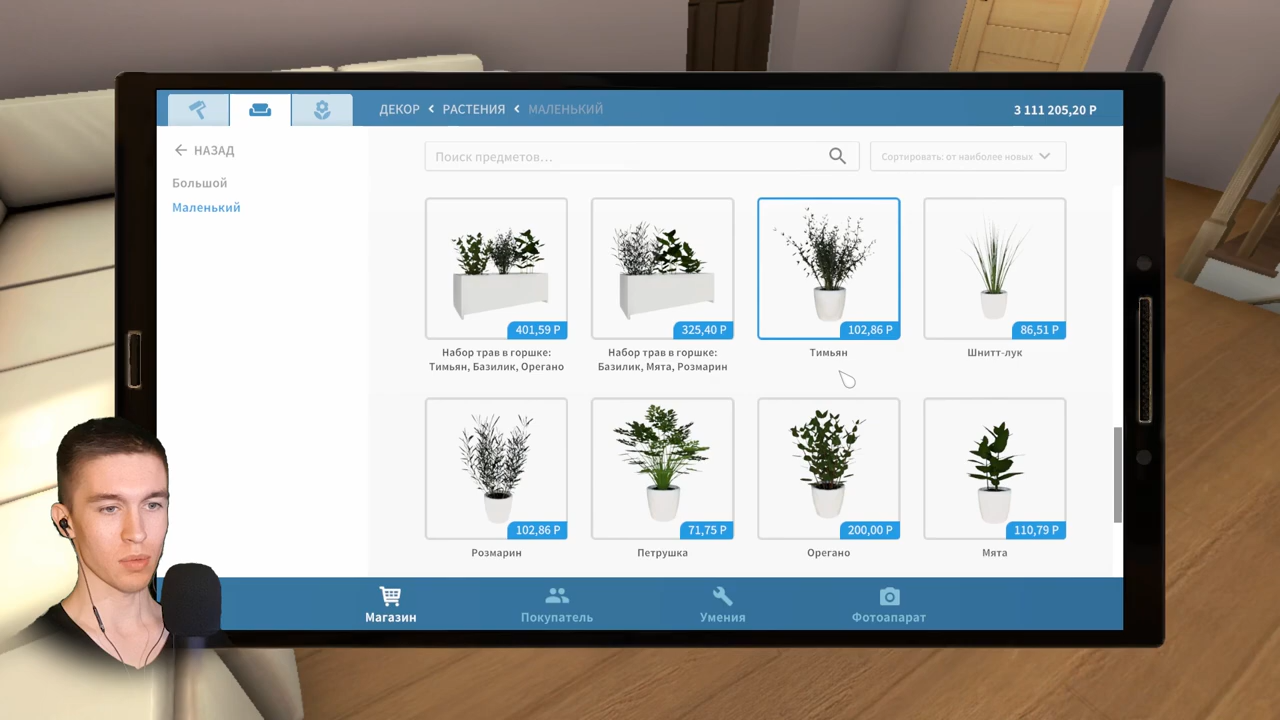 ДЕКОР < РАСТЕНИЯ < МАЛЕНЬКИЙ
3 111 205,20 Р
← НАЗАД
Большой
Маленький
Поиск предметов...
Сортировать: от наиболее новых
401,59 Р
325,40 Р
102,86 Р
86,51 Р
Набор трав в горшке:
Тимьян, Базилик, Орегано
Набор трав в горшке:
Базилик, Мята, Розмарин
Тимьян
Шнитт-лук
102,86 Р
71,75 Р
200,00 Р
110,79 Р
Розмарин
Петрушка
Орегано
Мята
Магазин
Покупатель
Умения
Фотоаппарат